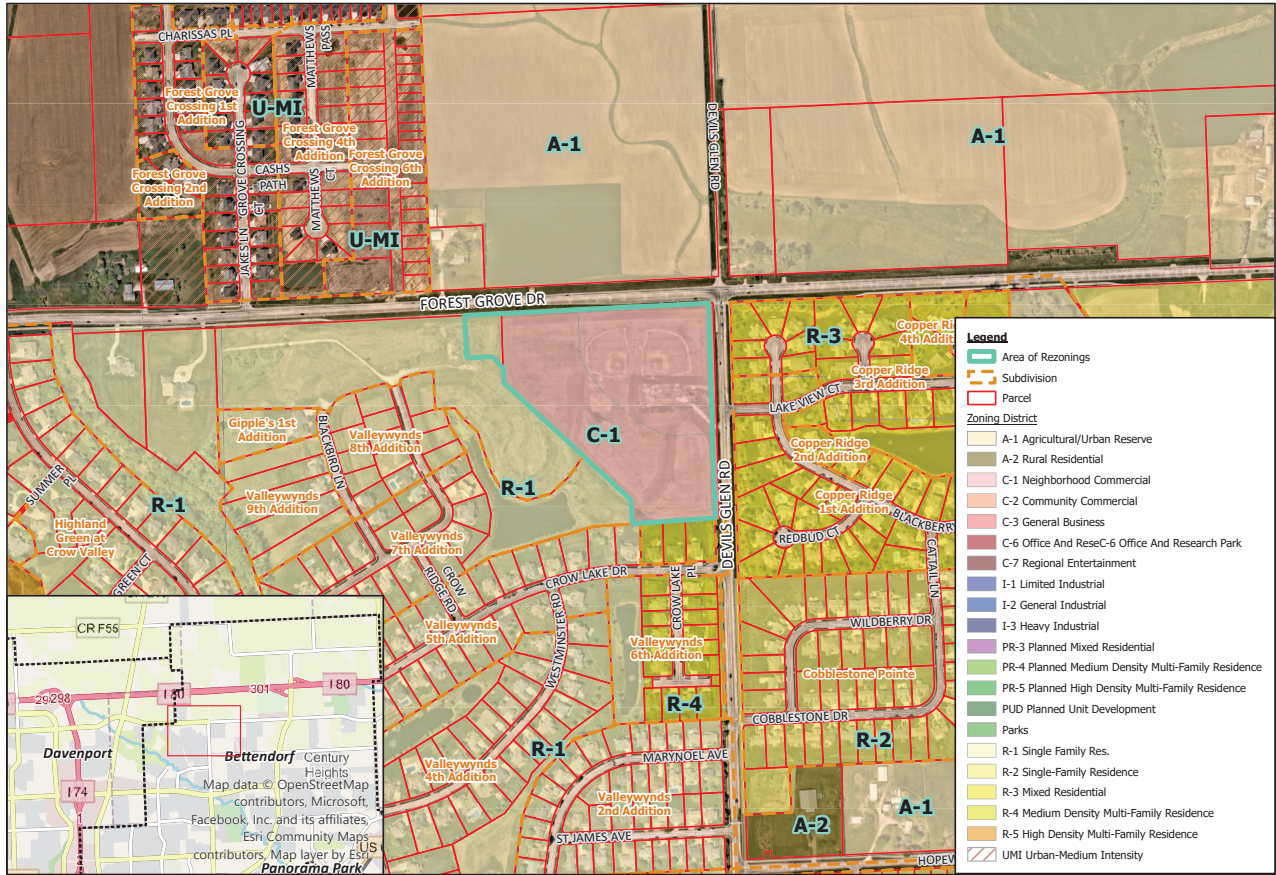 CHARISSAS PL
MATTHEWS
PASS
Forest Grove
Crossing 1st
Addition
U-MI
Forest Grove
Crossing 4th
Addition
Forest Grove
Crossing 6th
Addition
Forest Grove
Crossing 2nd
Addition
GROVE CROSSING
CASHS
PATH
CT
JAKES LN
CT
MATTHEWS
U-MI
A-1
DEVILS GLEN RD
A-1
FOREST GROVE DR
R-3
Copper Ri
4th Addit
Copper Ridge
3rd Addition
LAKE VIEW CT
Copper Ridge
2nd Addition
Copper Ridge
1st Addition
BLACKBERRY
REDBUD CT
CATTAIL LN
C-1
DEVILS GLEN RD
Gipple's 1st
Addition
BLACKBIRD LN
Valleywynds
8th Addition
Valleywynds
9th Addition
R-1
R-1
SUMMER
PL
Highland
Green at
Crow Valley
GREEN CT
Valleywynds
7th Addition
CROW
RIDGE RD
CROW LAKE DR
CROW LAKE
PL
Valleywynds
5th Addition
WESTMINSTER RD
Valleywynds
6th Addition
WILDBERRY DR
Cobblestone Pointe
COBBLESTONE DR
R-4
R-2
R-1
MARYNOEL AVE
Valleywynds
4th Addition
Valleywynds
2nd Addition
ST JAMES AVE
A-2
A-1
HOPEW
Legend
Area of Rezonings
Subdivision
Parcel
Zoning District
A-1 Agricultural/Urban Reserve
A-2 Rural Residential
C-1 Neighborhood Commercial
C-2 Community Commercial
C-3 General Business
C-6 Office And ReseC-6 Office And Research Park
C-7 Regional Entertainment
I-1 Limited Industrial
I-2 General Industrial
I-3 Heavy Industrial
PR-3 Planned Mixed Residential
PR-4 Planned Medium Density Multi-Family Residence
PR-5 Planned High Density Multi-Family Residence
PUD Planned Unit Development
Parks
R-1 Single Family Res.
R-2 Single-Family Residence
R-3 Mixed Residential
R-4 Medium Density Multi-Family Residence
R-5 High Density Multi-Family Residence
UMI Urban-Medium Intensity
CR F55
298
I 80
301
I 80
Davenport
Bettendorf
Century
Heights
I 74
Map data © OpenStreetMap
contributors, Microsoft,
Facebook, Inc. and its affiliates,
Esri Community Maps
contributors, Map layer by Esri
US
Panorama Park